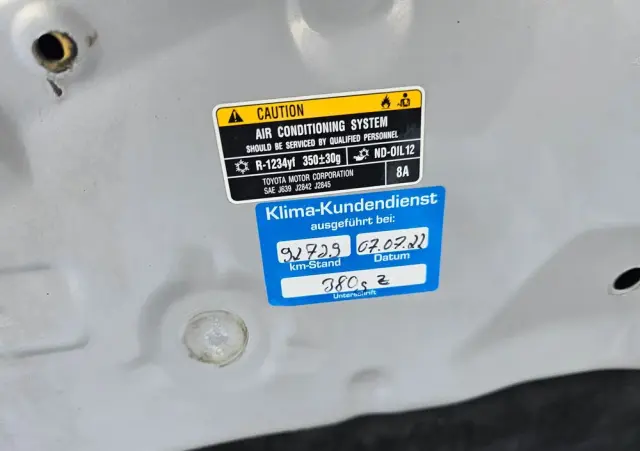 CAUTION
AIR CONDITIONING SYSTEM
SHOULD BE SERVICED BY QUALIFIED PERSONNEL
R-1234yf 350±30g ND-OIL12
TOYOTA MOTOR CORPORATION
SAE J639 J2842 J2845
8A
Klima-Kundendienst
ausgeführt bei:
92729 07.07.22
km-Stand Datum
380g
Unterschrift